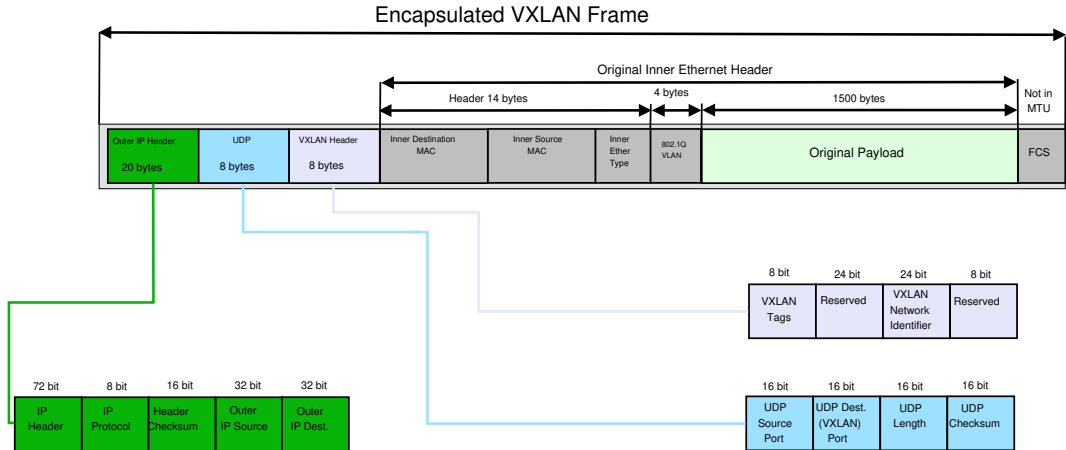 Encapsulated VXLAN Frame
Original Inner Ethernet Header
Header 14 bytes
4 bytes
1500 bytes
Not in
MTU
Outer IP Header
20 bytes
UDP
8 bytes
VXLAN Header
8 bytes
Inner Destination
MAC
Inner Source
MAC
Inner
Ether
Type
802.1Q
VLAN
Original Payload
FCS
8 bit
24 bit
24 bit
8 bit
VXLAN
Tags
Reserved
VXLAN
Network
Identifier
Reserved
72 bit
8 bit
16 bit
32 bit
32 bit
IP
Header
IP
Protocol
Header
Checksum
Outer
IP Source
Outer
IP Dest.
16 bit
16 bit
16 bit
16 bit
UDP
Source
Port
UDP Dest.
(VXLAN)
Port
UDP
Length
UDP
Checksum